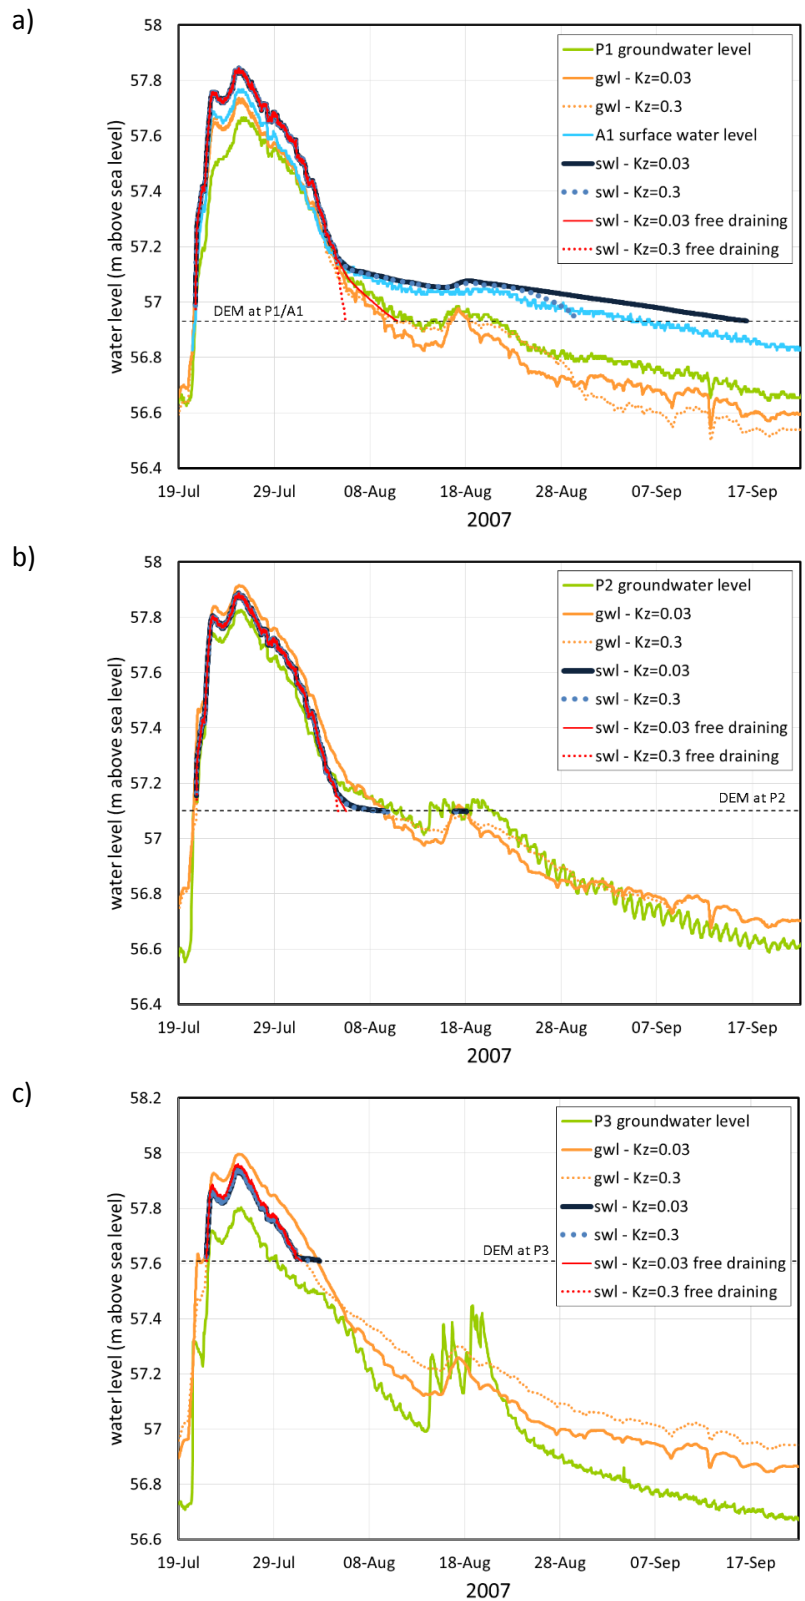 a)
58
57.8
57.6
57.4
57.2
57
56.8
56.6
56.4
water level (m above sea level)
P1 groundwater level
gwl - Kz=0.03
gwl - Kz=0.3
A1 surface water level
swl - Kz=0.03
swl - Kz=0.3
swl - Kz=0.03 free draining
swl - Kz=0.3 free draining
DEM at P1/A1
19-Jul 29-Jul 08-Aug 18-Aug 28-Aug 07-Sep 17-Sep
2007
b)
58
57.8
57.6
57.4
57.2
57
56.8
56.6
56.4
water level (m above sea level)
P2 groundwater level
gwl - Kz=0.03
gwl - Kz=0.3
swl - Kz=0.03
swl - Kz=0.3
swl - Kz=0.03 free draining
swl - Kz=0.3 free draining
DEM at P2
19-Jul 29-Jul 08-Aug 18-Aug 28-Aug 07-Sep 17-Sep
2007
c)
58.2
58
57.8
57.6
57.4
57.2
57
56.8
56.6
water level (m above sea level)
P3 groundwater level
gwl - Kz=0.03
gwl - Kz=0.3
swl - Kz=0.03
swl - Kz=0.3
swl - Kz=0.03 free draining
swl - Kz=0.3 free draining
DEM at P3
19-Jul 29-Jul 08-Aug 18-Aug 28-Aug 07-Sep 17-Sep
2007